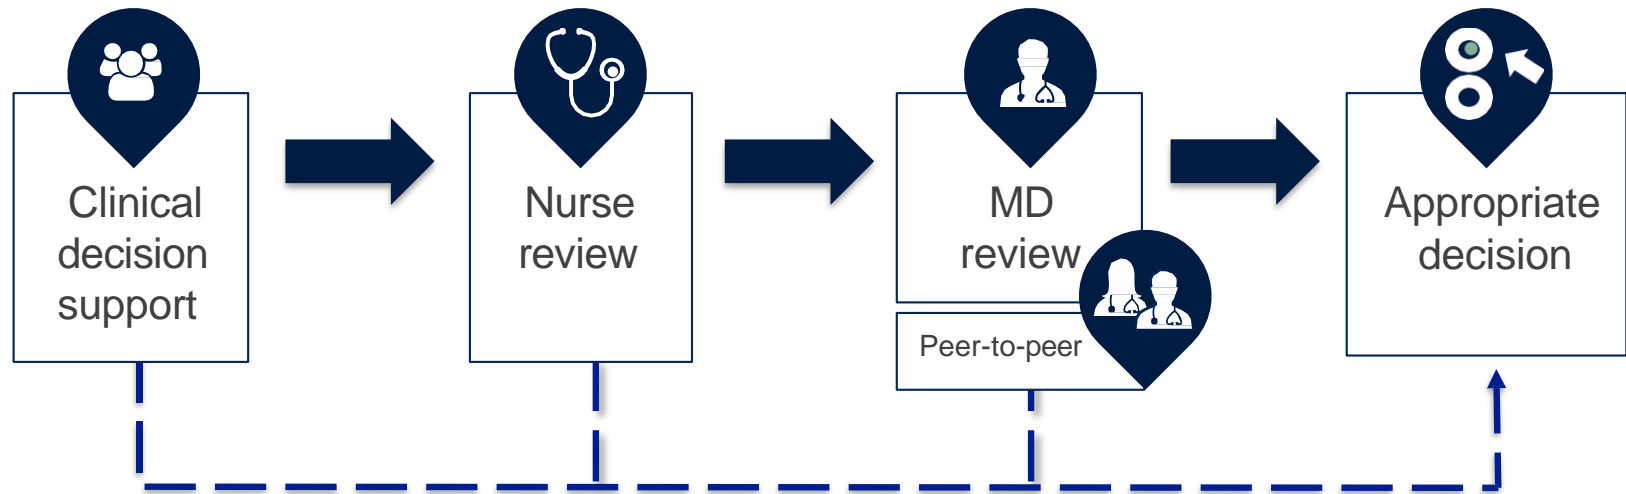 Clinical
decision
support
Nurse
review
MD
review
Peer-to-peer
Appropriate
decision